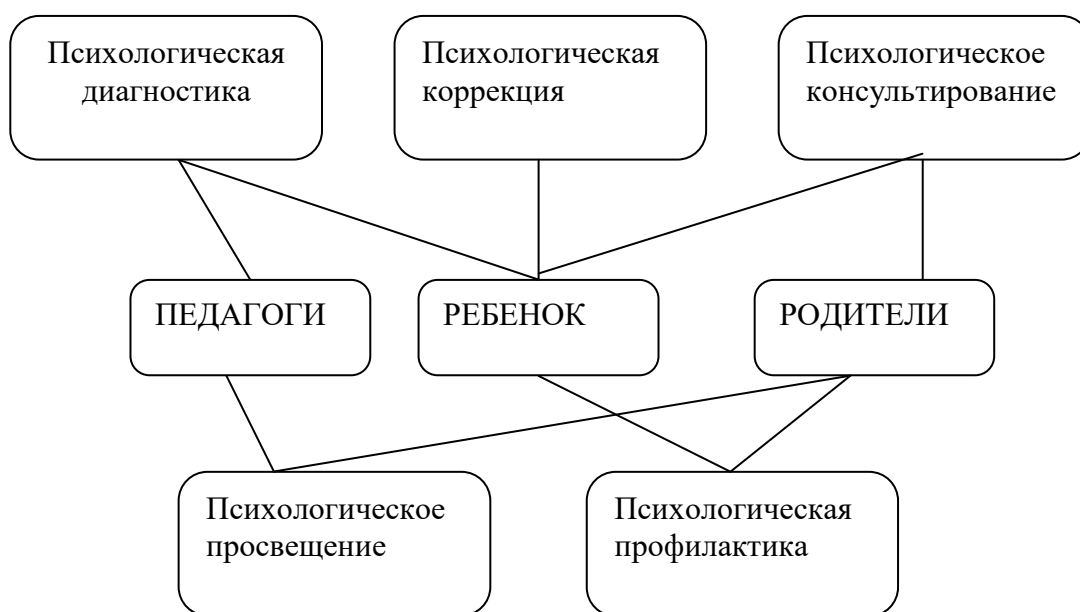 Психологическая
диагностика
Психологическая
коррекция
Психологическое
консультирование
ПЕДАГОГИ
РЕБЕНОК
РОДИТЕЛИ
Психологическое
просвещение
Психологическая
профилактика